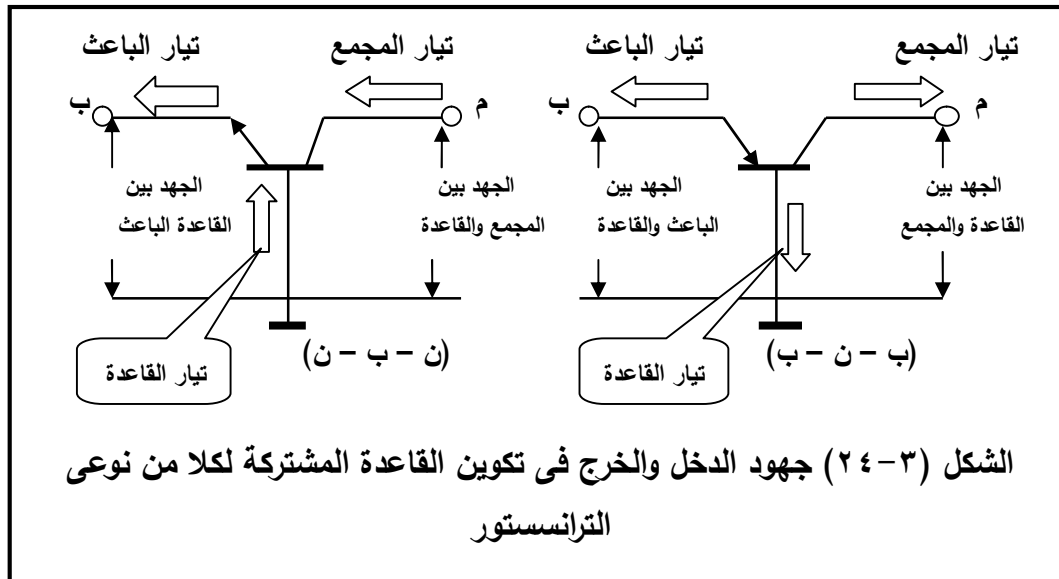 تيار المجمع
تيار الباعث
م
ب
الجهد بين
القاعدة والمجمع
الجهد بين
الباعث والقاعدة
تيار القاعدة
(ب - ن - ب)
تيار المجمع
تيار الباعث
م
ب
الجهد بين
المجمع والقاعدة
الجهد بين
القاعدة الباعث
تيار القاعدة
(ن - ب - ن)
الشكل (٣-٢٤) جهود الدخل والخرج فى تكوين القاعدة المشتركة لكلا من نوعى
الترانسستور